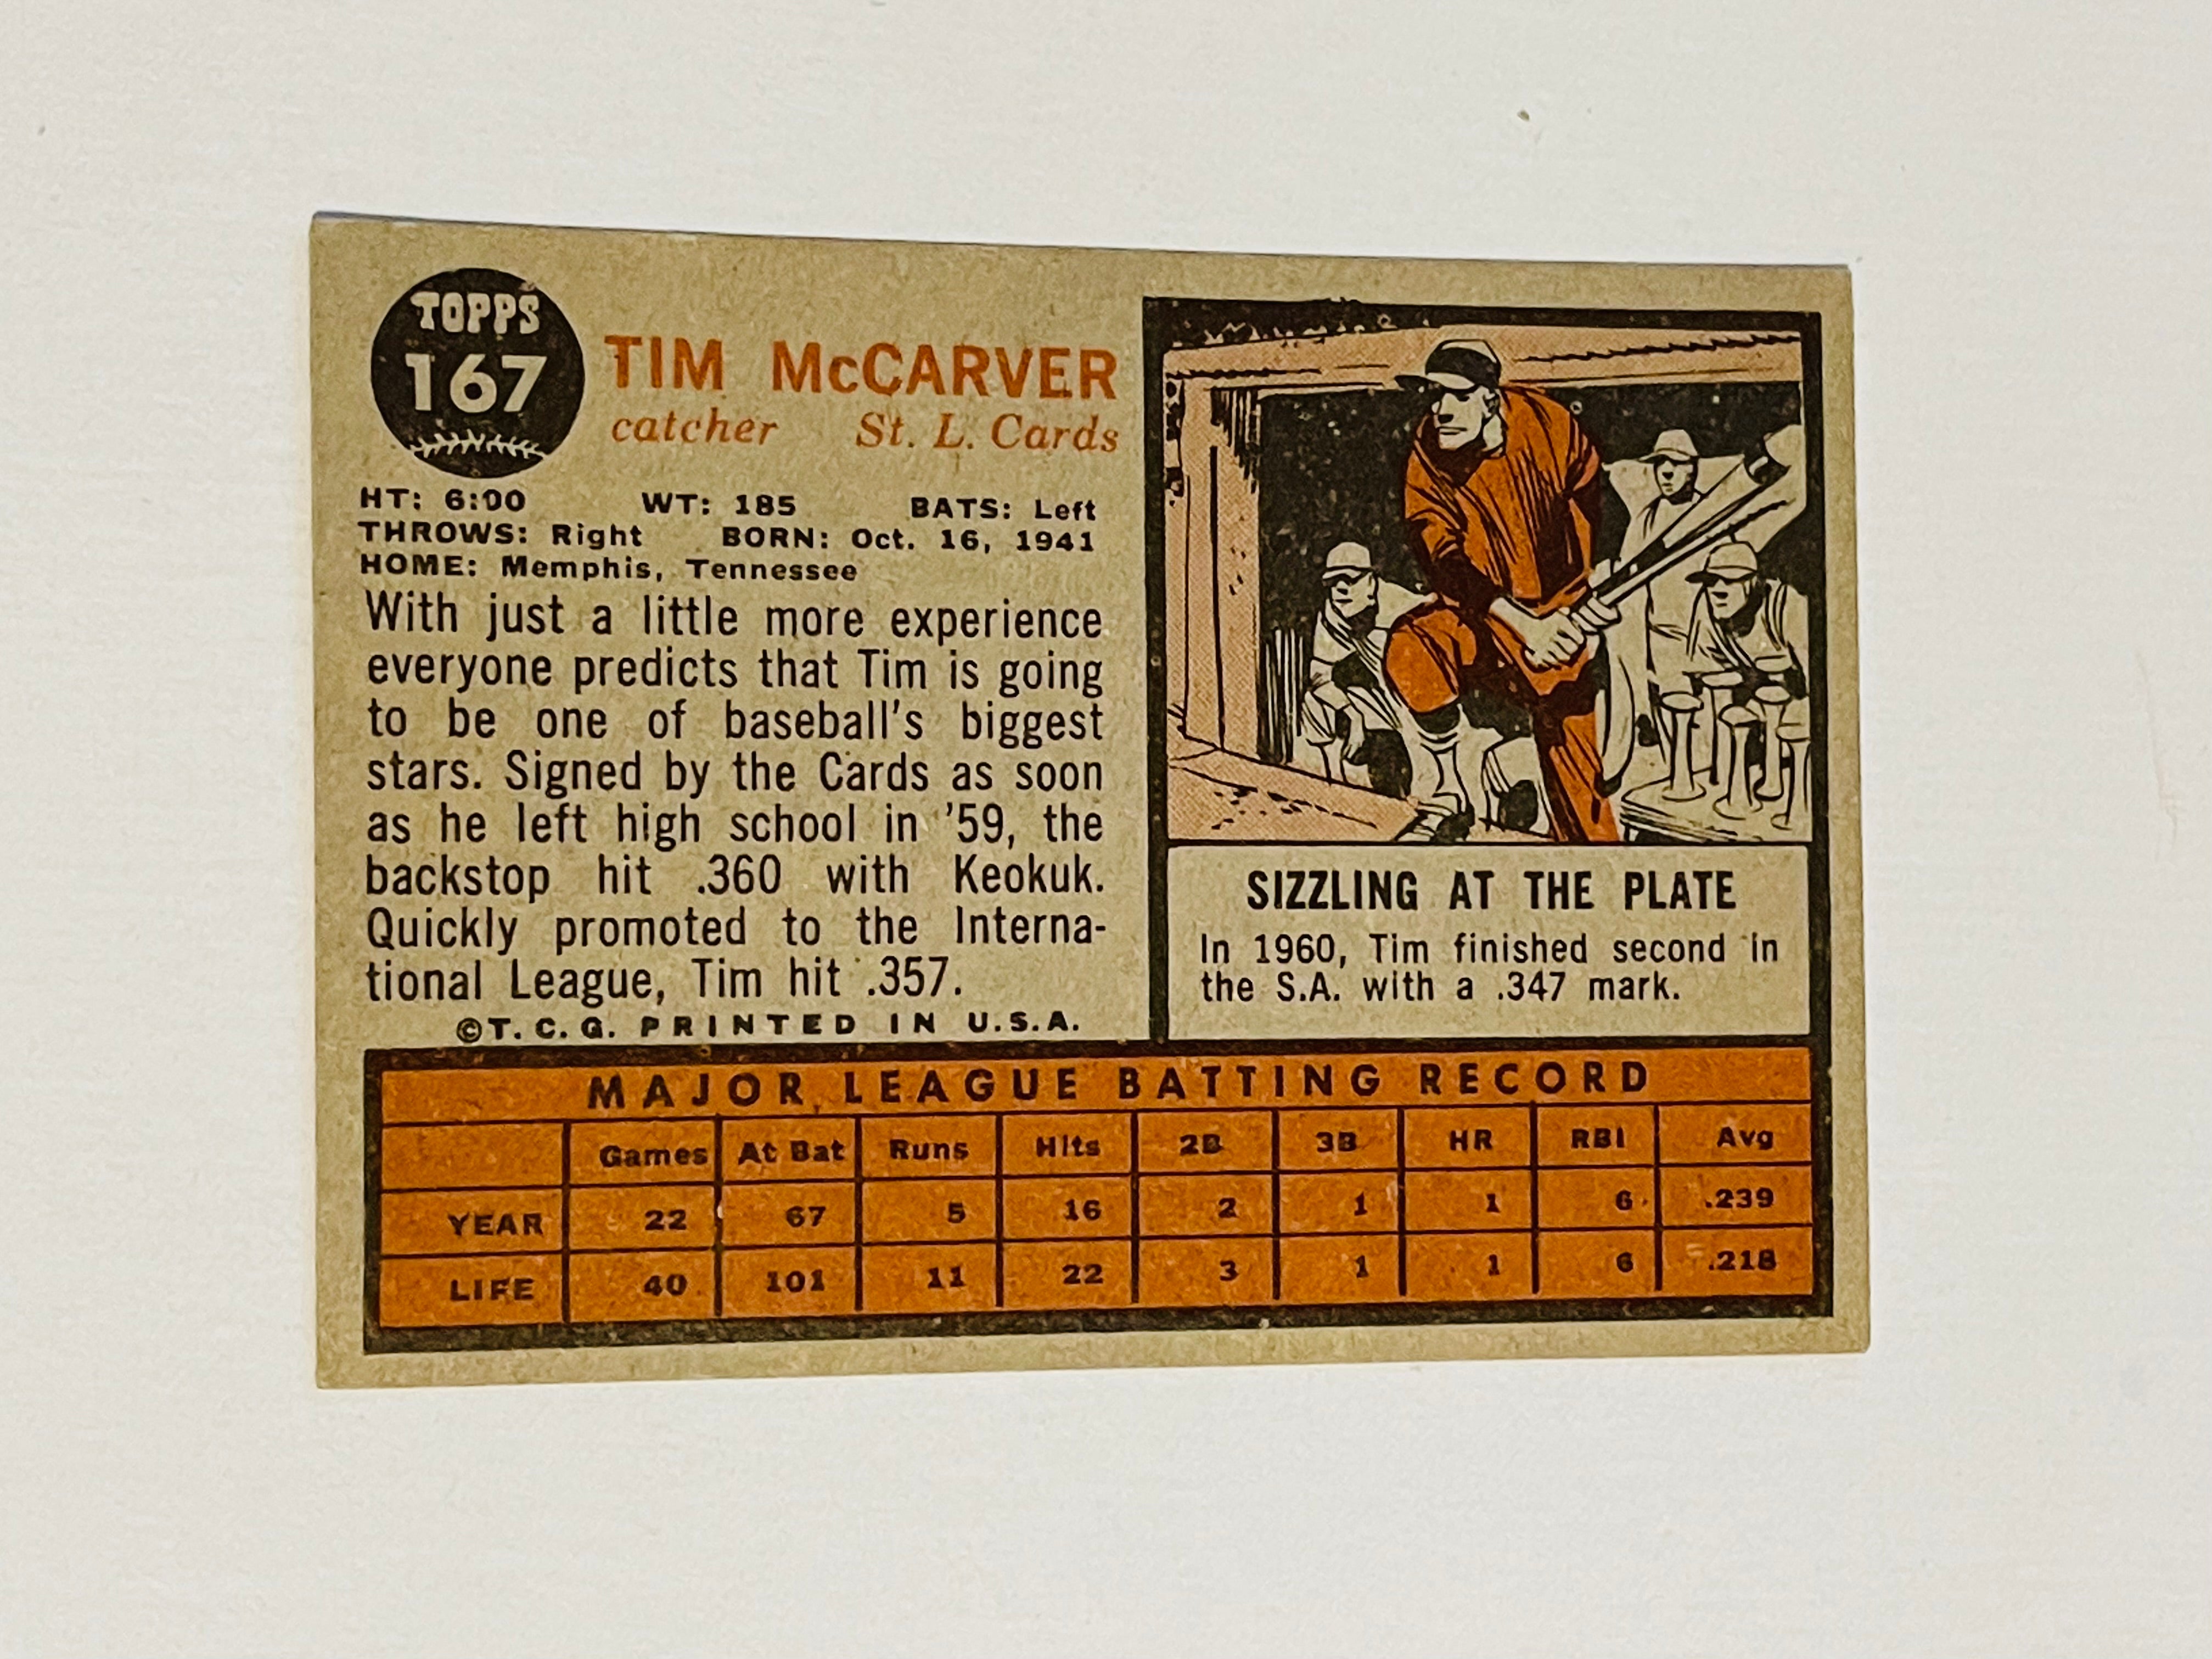 TOPPS
167
TIM McCARVER
catcher St. L. Cards
HT: 6:00 WT: 185 BATS: Left
THROWS: Right BORN: Oct. 16, 1941
HOME: Memphis, Tennessee
With just a little more experience
everyone predicts that Tim is going
to be one of baseball's biggest
stars. Signed by the Cards as soon
as he left high school in '59, the
backstop hit .360 with Keokuk.
Quickly promoted to the Interna-
tional League, Tim hit .357.
©T. C. G. PRINTED IN U.S.A.
SIZZLING AT THE PLATE
In 1960, Tim finished second in
the S.A. with a .347 mark.
MAJOR LEAGUE BATTING RECORD
Games At Bat Runs Hits 2B 3B HR RBI Avg
YEAR 22 67 5 16 2 1 1 6 .239
LIFE 40 101 11 22 3 1 1 6 .218